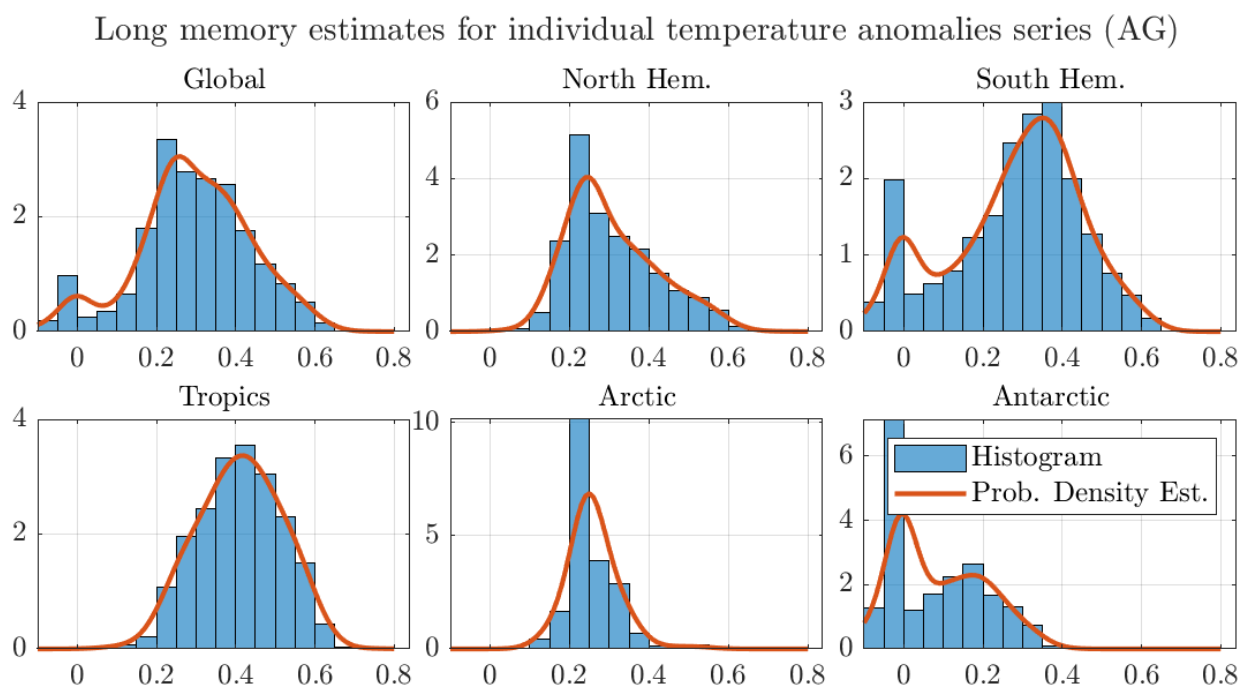 Long memory estimates for individual temperature anomalies series (AG)
Global
North Hem.
South Hem.
4
2
0
0 0.2 0.4 0.6 0.8
6
4
2
0
0 0.2 0.4 0.6 0.8
3
2
1
0
0 0.2 0.4 0.6 0.8
Tropics
Arctic
Antarctic
4
2
0
0 0.2 0.4 0.6 0.8
10
5
0
0 0.2 0.4 0.6 0.8
6
4
2
0
0 0.2 0.4 0.6 0.8
Histogram
Prob. Density Est.